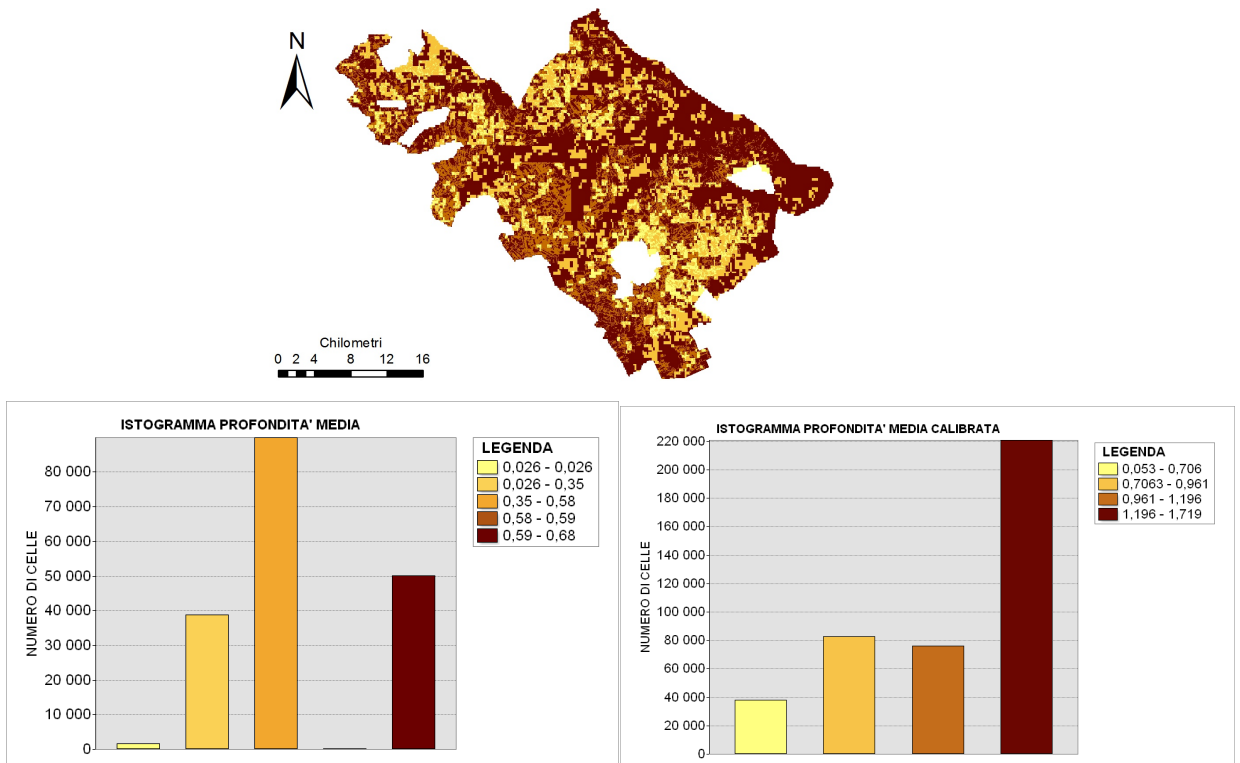 N
Chilometri
0 2 4 8 12 16
ISTOGRAMMA PROFONDITA' MEDIA
NUMERO DI CELLE
80 000
70 000
60 000
50 000
40 000
30 000
20 000
10 000
0
LEGENDA
0,026 - 0,026
0,026 - 0,35
0,35 - 0,58
0,58 - 0,59
0,59 - 0,68
ISTOGRAMMA PROFONDITA' MEDIA CALIBRATA
NUMERO DI CELLE
220 000
200 000
180 000
160 000
140 000
120 000
100 000
80 000
60 000
40 000
20 000
0
LEGENDA
0,053 - 0,706
0,7063 - 0,961
0,961 - 1,196
1,196 - 1,719